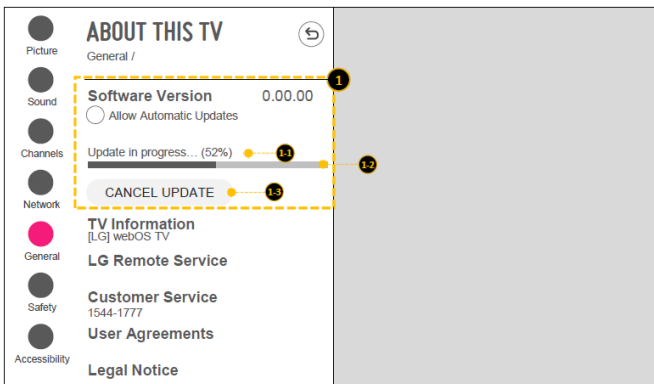 Picture
Sound
Channels
Network
General
Safety
Accessibility
ABOUT THIS TV
General /
1
Software Version 0.00.00
Allow Automatic Updates
Update in progress... (52%) 1-1
1-2
CANCEL UPDATE 1-3
TV Information
[LG] webOS TV
LG Remote Service
Customer Service
1544-1777
User Agreements
Legal Notice